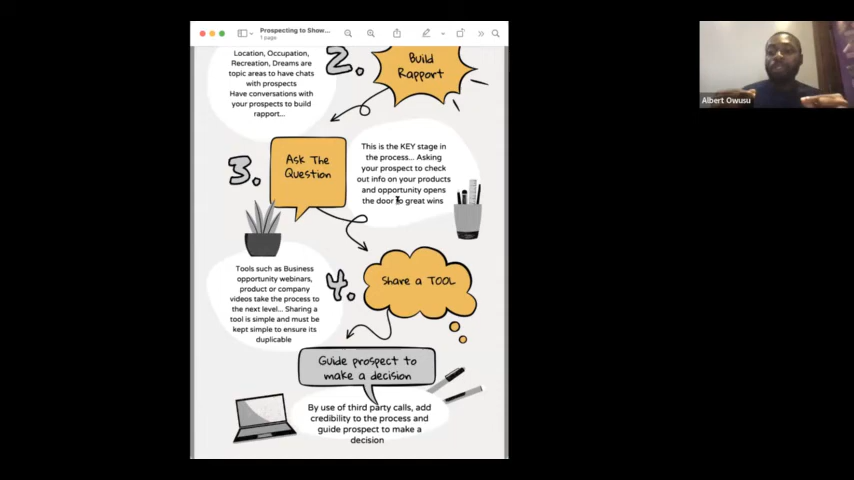 Prospecting to Show...
1 page
Location, Occupation,
Recreation, Dreams are
topic areas to have chats
with prospects
Have conversations with
your prospects to build
rapport...
2.
Build
Rapport
3.
Ask The
Question
This is the KEY stage in
the process... Asking
your prospect to check
out info on your products
and opportunity opens
the door to great wins
Tools such as Business
opportunity webinars,
product or company
videos take the process to
the next level... Sharing a
tool is simple and must be
kept simple to ensure its
duplicable
4.
Share a TOOL
Guide prospect to
make a decision
By use of third party calls, add
credibility to the process and
guide prospect to make a
decision
Albert Owusu